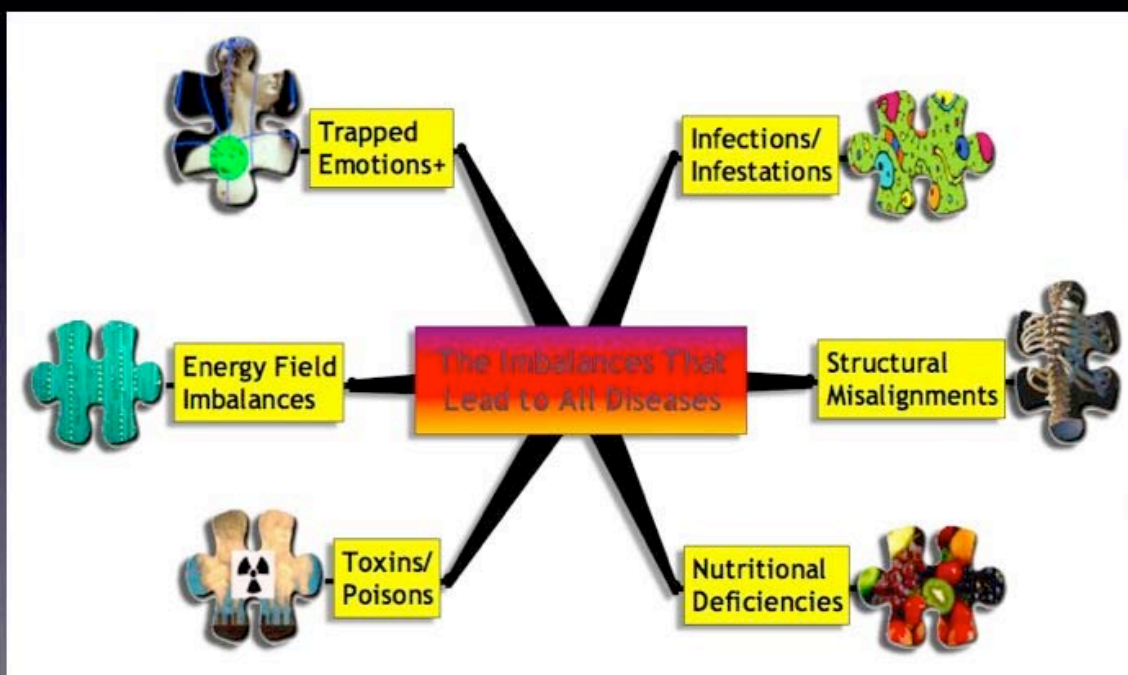 Trapped
Emotions+
Infections/
Infestations
Energy Field
Imbalances
The Imbalances That
Lead to All Diseases
Structural
Misalignments
Toxins/
Poisons
Nutritional
Deficiencies